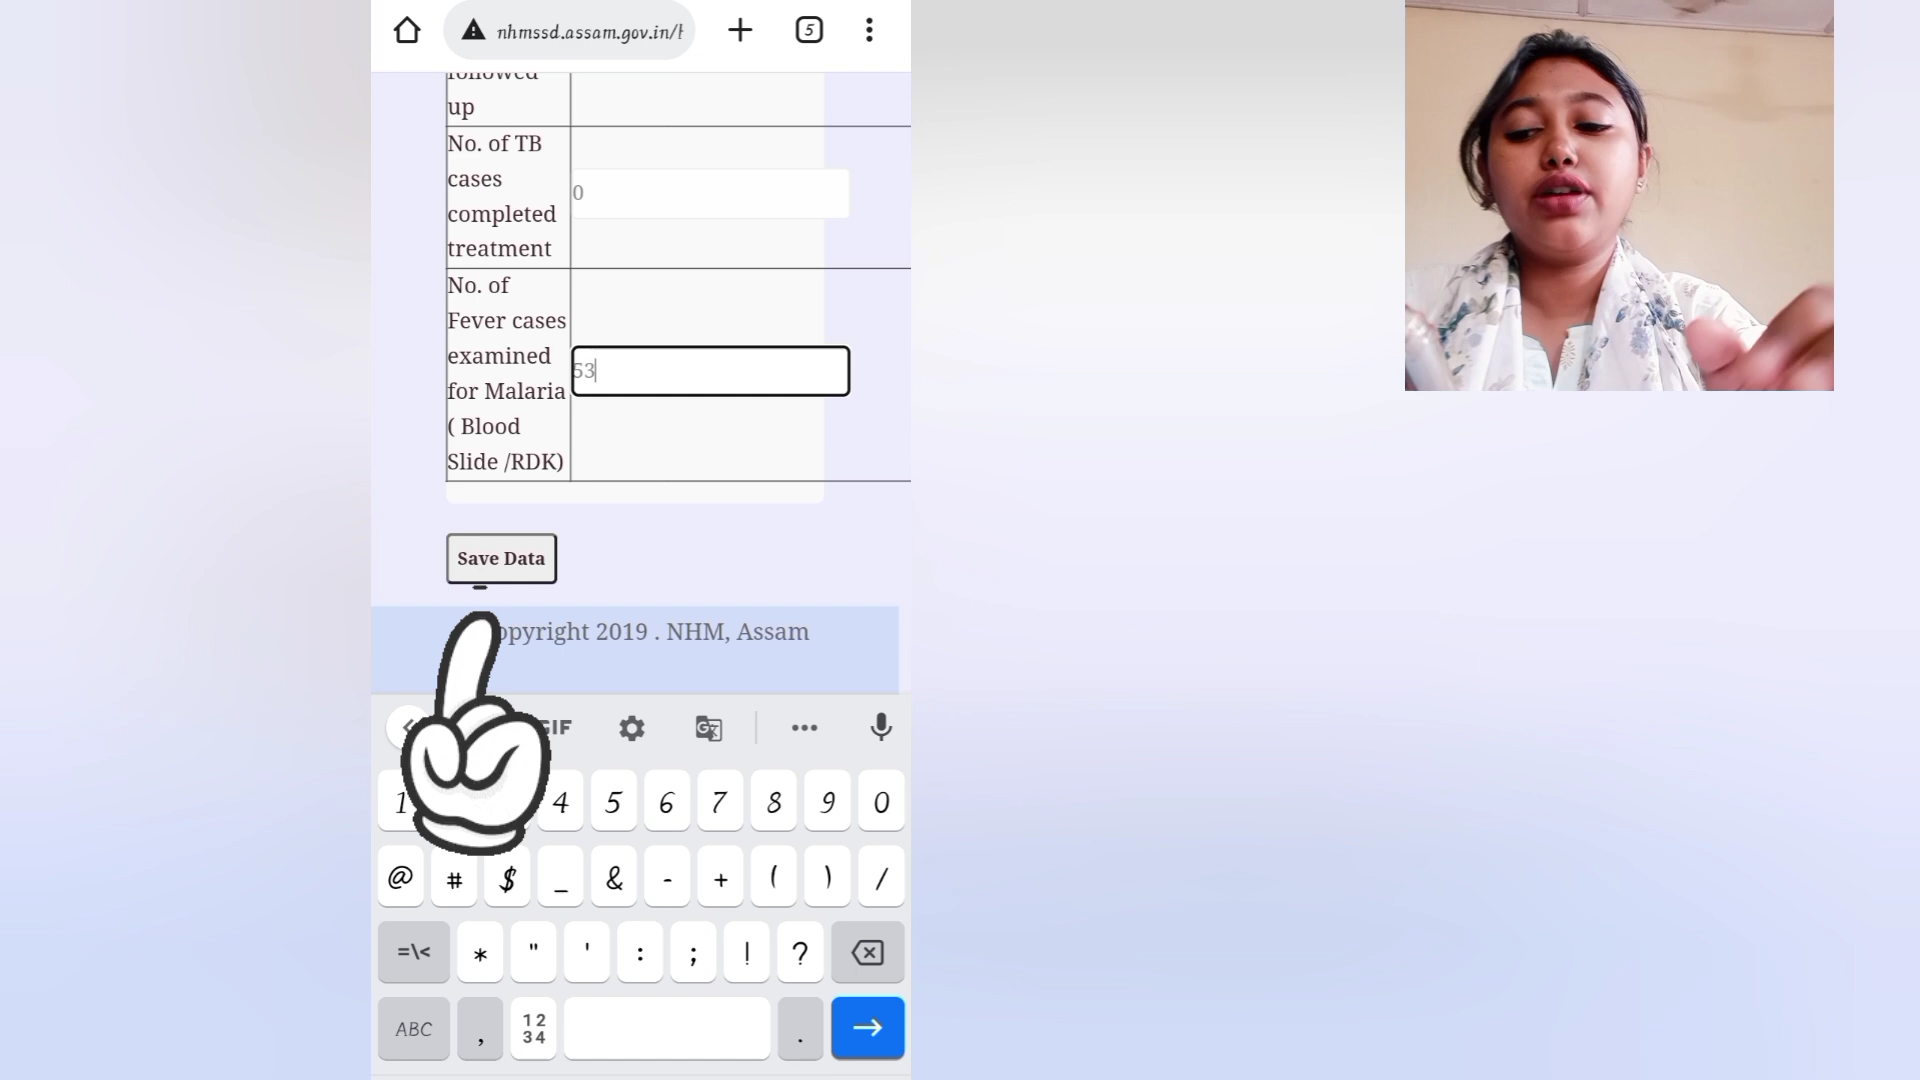 nhmssd.assam.gov.in/
5
followed
up
No. of TB
cases
completed
treatment
0
No. of
Fever cases
examined
for Malaria
( Blood
Slide /RDK)
53
Save Data
opyright 2019 . NHM, Assam
GIF
1 4 5 6 7 8 9 0
@ # $ _ & - + ( ) /
=\< * " ' : ; ! ?
ABC , 1 2 3 4 .